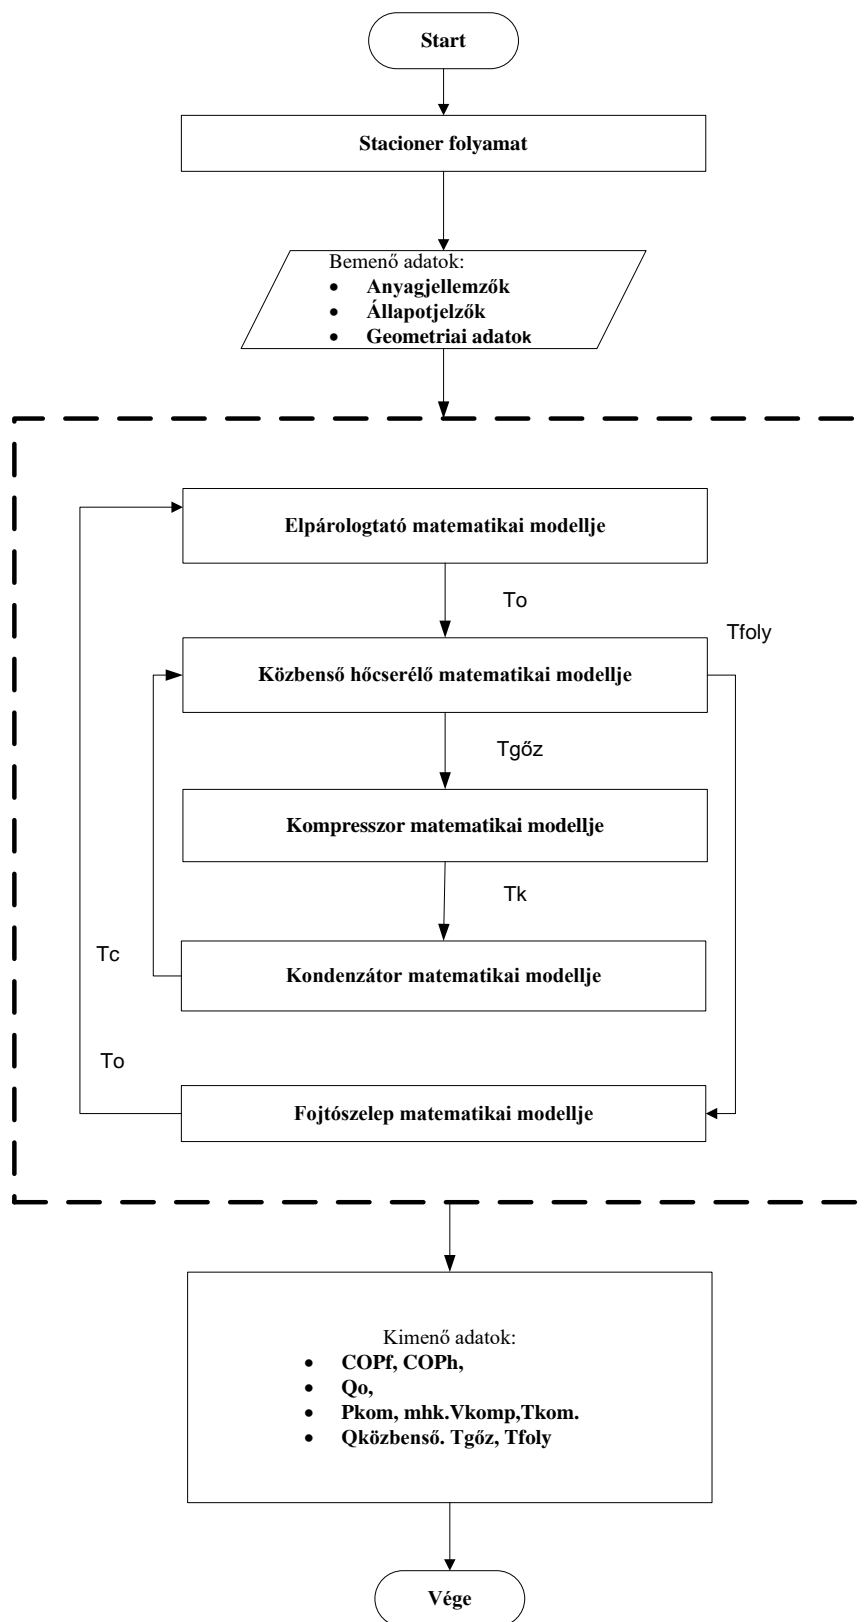 Start
Stacioner folyamat
Bemenő adatok:
• Anyagjellemzők
• Állapotjelzők
• Geometriai adatok
Elpárologtató matematikai modellje
To
Tfoly
Közbenső hőcserélő matematikai modellje
Tgőz
Kompresszor matematikai modellje
Tk
Tc
Kondenzátor matematikai modellje
To
Fojtószelep matematikai modellje
Kimenő adatok:
• COPf, COPh,
• Qo,
• Pkom, mhk.Vkomp,Tkom.
• Qközbenső. Tgőz, Tfoly
Vége